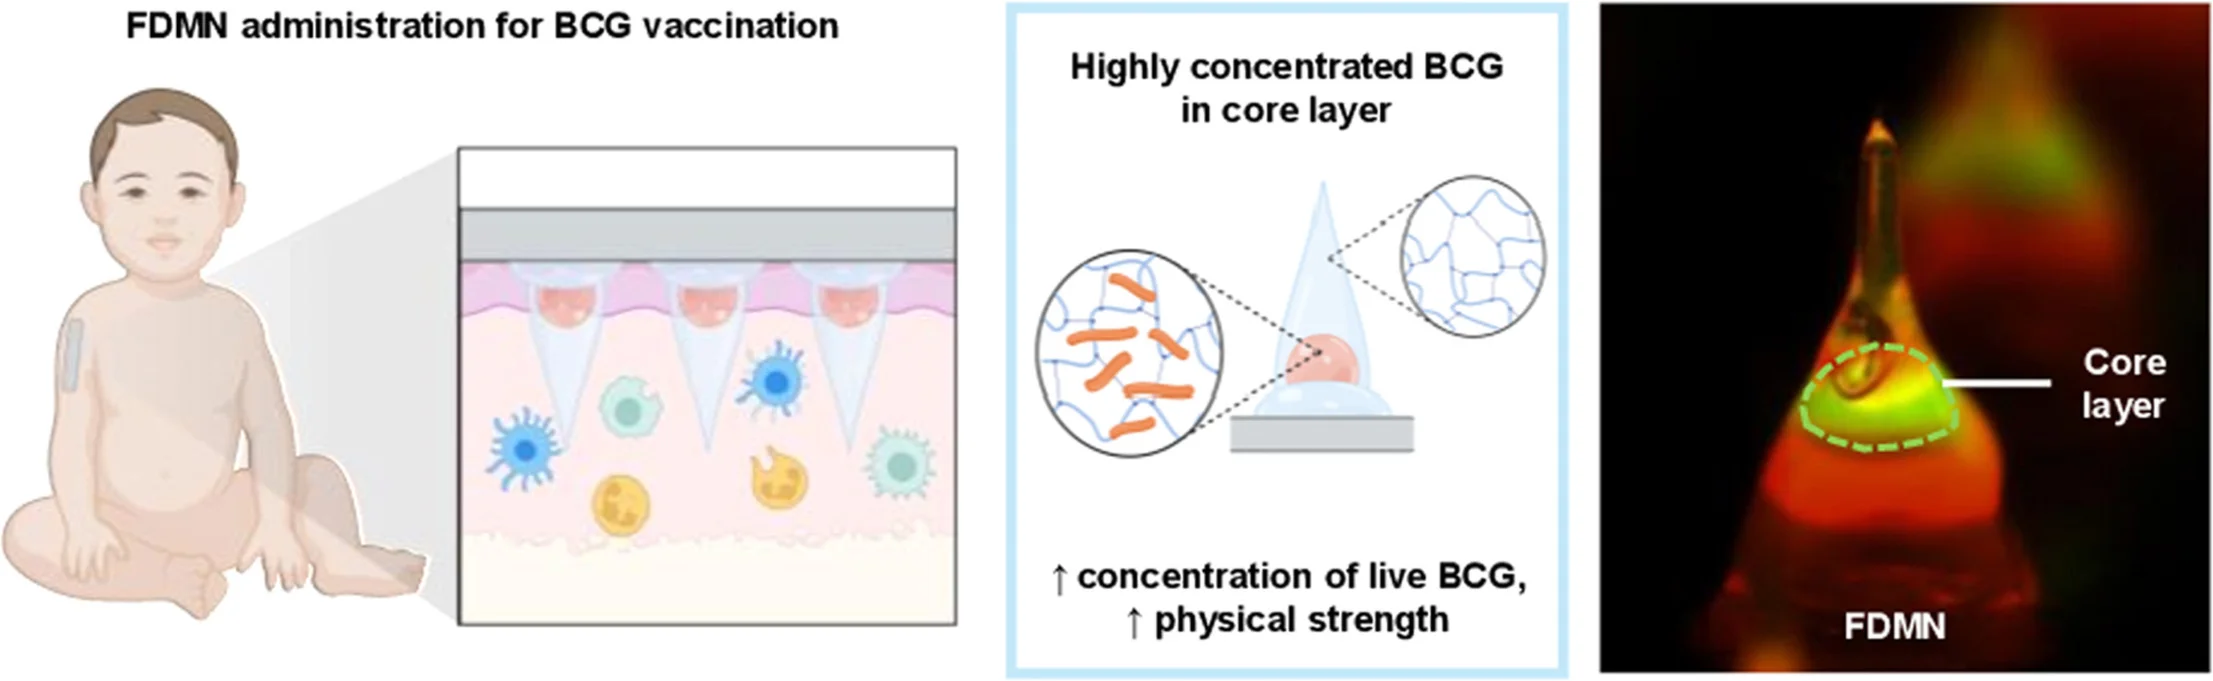 FDMN administration for BCG vaccination
Highly concentrated BCG
in core layer
↑ concentration of live BCG,
↑ physical strength
Core
layer
FDMN